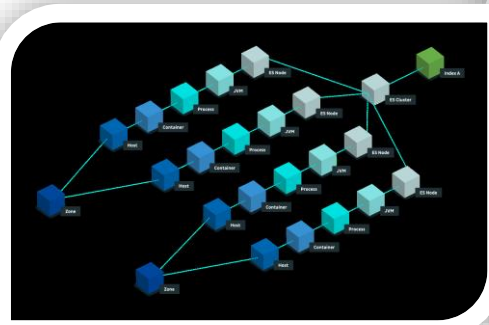 Index A
ES Node
ES Cluster
JVM
Process
ES Node
Container
JVM
Host
Process
ES Node
Container
JVM
Host
Process
ES Node
Container
JVM
Zone
Host
Process
Container
Host
Zone